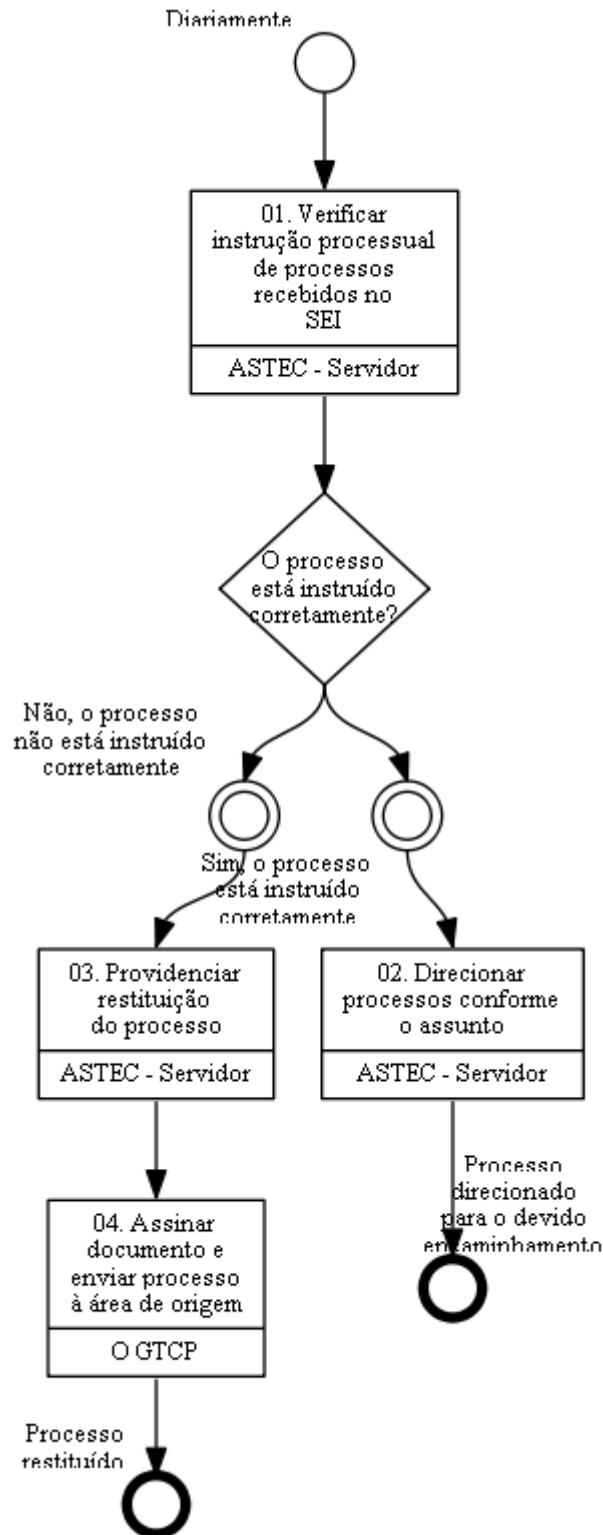 Diariamente
01. Verificar
instrução processual
de processos
recebidos no
SEI
ASTEC - Servidor
O processo
está instruído
corretamente?
Não, o processo
não está instruído
corretamente
Sim, o processo
está instruído
corretamente
03. Providenciar
restituição
do processo
ASTEC - Servidor
02. Direcionar
processos conforme
o assunto
ASTEC - Servidor
Processo
direcionado
para o devido
encaminhamento
04. Assinar
documento e
enviar processo
à área de origem
O GTCP
Processo
restituído